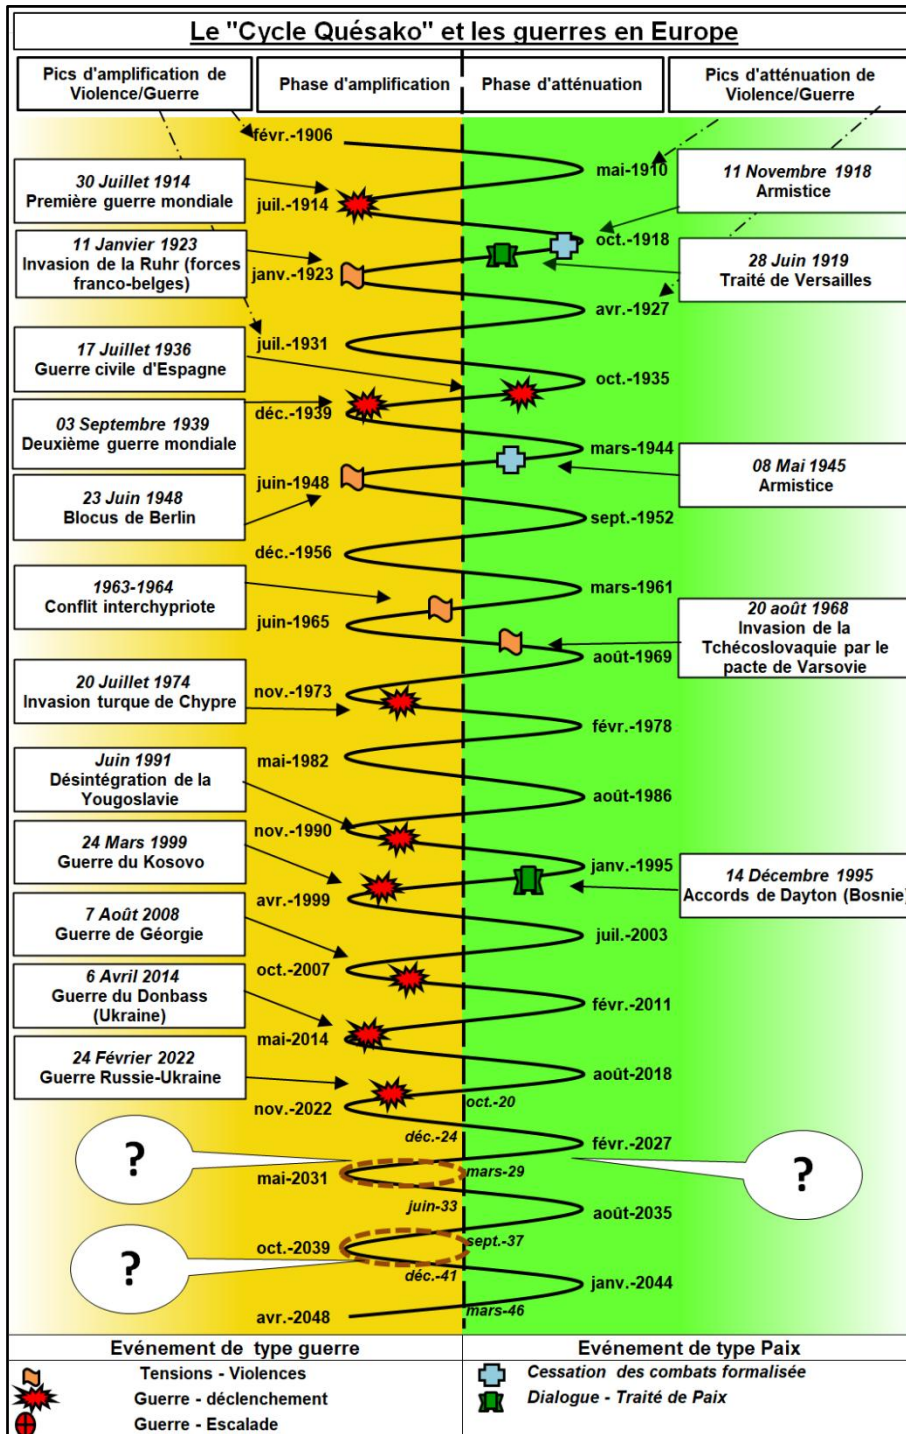 Le "Cycle Quésako" et les guerres en Europe
Pics d'amplification de
Violence/Guerre
Phase d'amplification
Phase d'atténuation
Pics d'atténuation de
Violence/Guerre
févr.-1906
mai-1910
30 Juillet 1914
Première guerre mondiale
juil.-1914
11 Novembre 1918
Armistice
oct.-1918
11 Janvier 1923
Invasion de la Ruhr (forces
franco-belges)
janv.-1923
28 Juin 1919
Traité de Versailles
avr.-1927
juil.-1931
17 Juillet 1936
Guerre civile d'Espagne
oct.-1935
déc.-1939
03 Septembre 1939
Deuxième guerre mondiale
mars-1944
08 Mai 1945
Armistice
juin-1948
23 Juin 1948
Blocus de Berlin
sept.-1952
déc.-1956
1963-1964
Conflit interchypriote
mars-1961
juin-1965
20 août 1968
Invasion de la
Tchécoslovaquie par le
pacte de Varsovie
août-1969
20 Juillet 1974
Invasion turque de Chypre
nov.-1973
févr.-1978
mai-1982
Juin 1991
Désintégration de la
Yougoslavie
août-1986
nov.-1990
24 Mars 1999
Guerre du Kosovo
janv.-1995
14 Décembre 1995
Accords de Dayton (Bosnie)
avr.-1999
7 Août 2008
Guerre de Géorgie
juil.-2003
oct.-2007
6 Avril 2014
Guerre du Donbass
(Ukraine)
févr.-2011
mai-2014
24 Février 2022
Guerre Russie-Ukraine
août-2018
oct.-20
nov.-2022
déc.-24
févr.-2027
?
?
mai-2031
mars-29
juin-33
août-2035
oct.-2039
sept.-37
?
déc.-41
janv.-2044
avr.-2048
mars-46
Evénement de type guerre
Evénement de type Paix
Tensions - Violences
Cessation des combats formalisée
Guerre - déclenchement
Dialogue - Traité de Paix
Guerre - Escalade